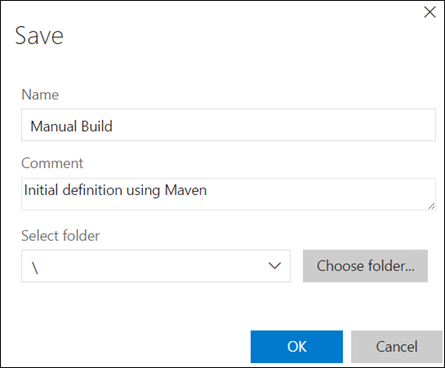 Save
Name
Manual Build
Comment
Initial definition using Maven
Select folder
\
Choose folder...
OK
Cancel